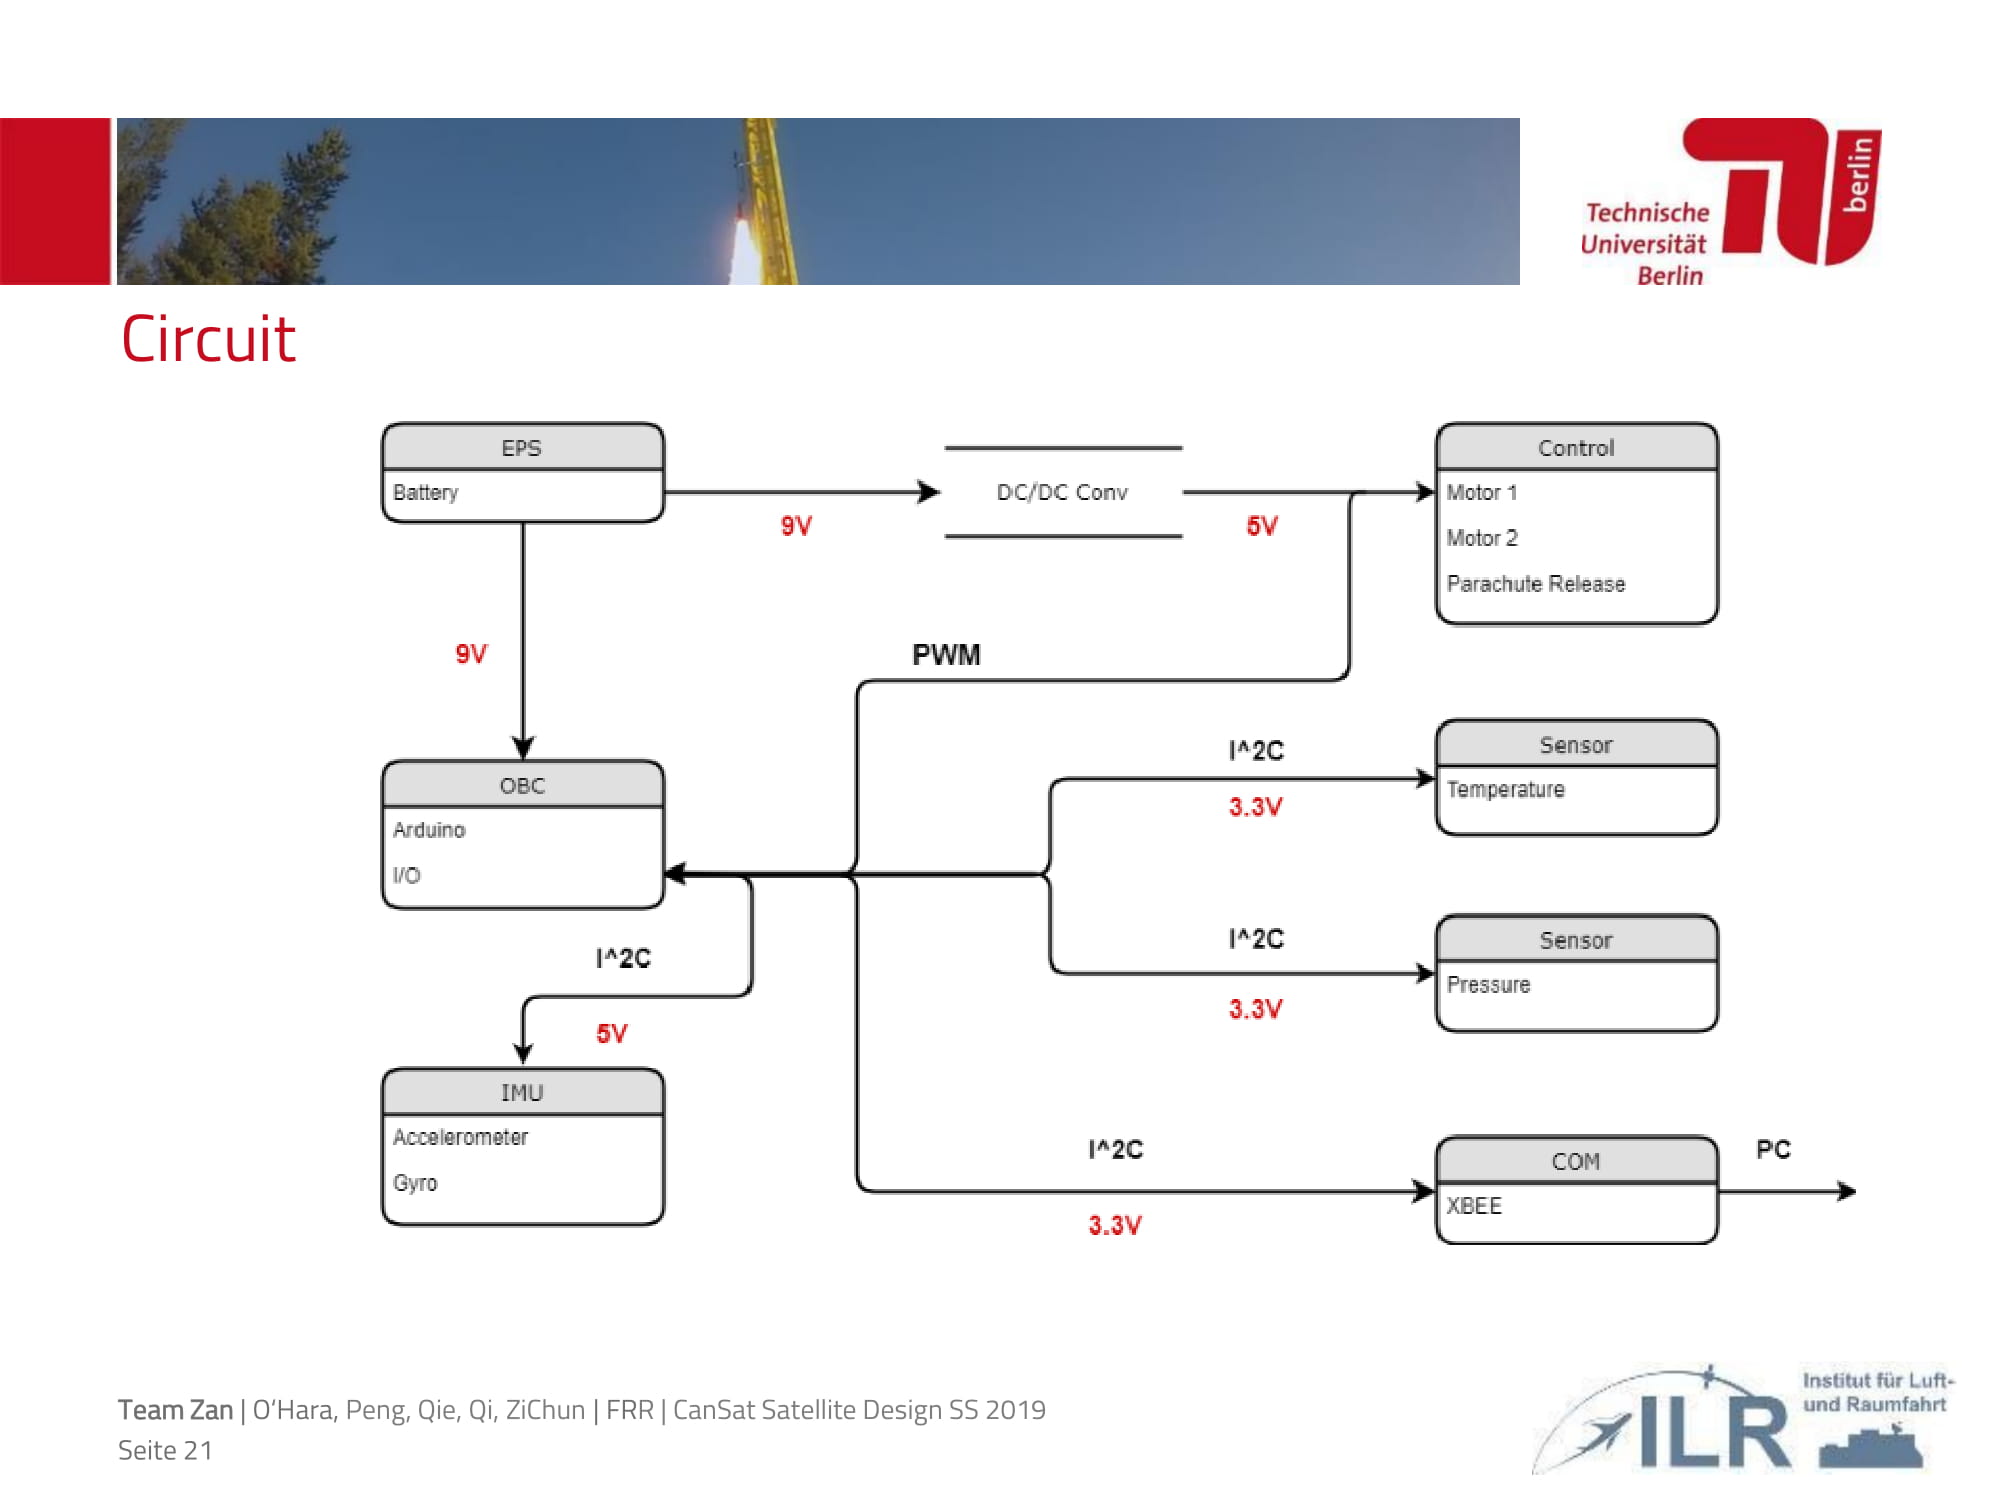 Technische
Universität
Berlin
berlin
Circuit
EPS
Battery
9V
DC/DC Conv
5V
Control
Motor 1
Motor 2
Parachute Release
9V
PWM
OBC
Arduino
I/O
I^2C
3.3V
Sensor
Temperature
I^2C
3.3V
Sensor
Pressure
I^2C
5V
IMU
Accelerometer
Gyro
I^2C
3.3V
COM
XBEE
PC
Team Zan | O‘Hara, Peng, Qie, Qi, ZiChun | FRR | CanSat Satellite Design SS 2019
Seite 21
ILR
Institut für Luft-
und Raumfahrt